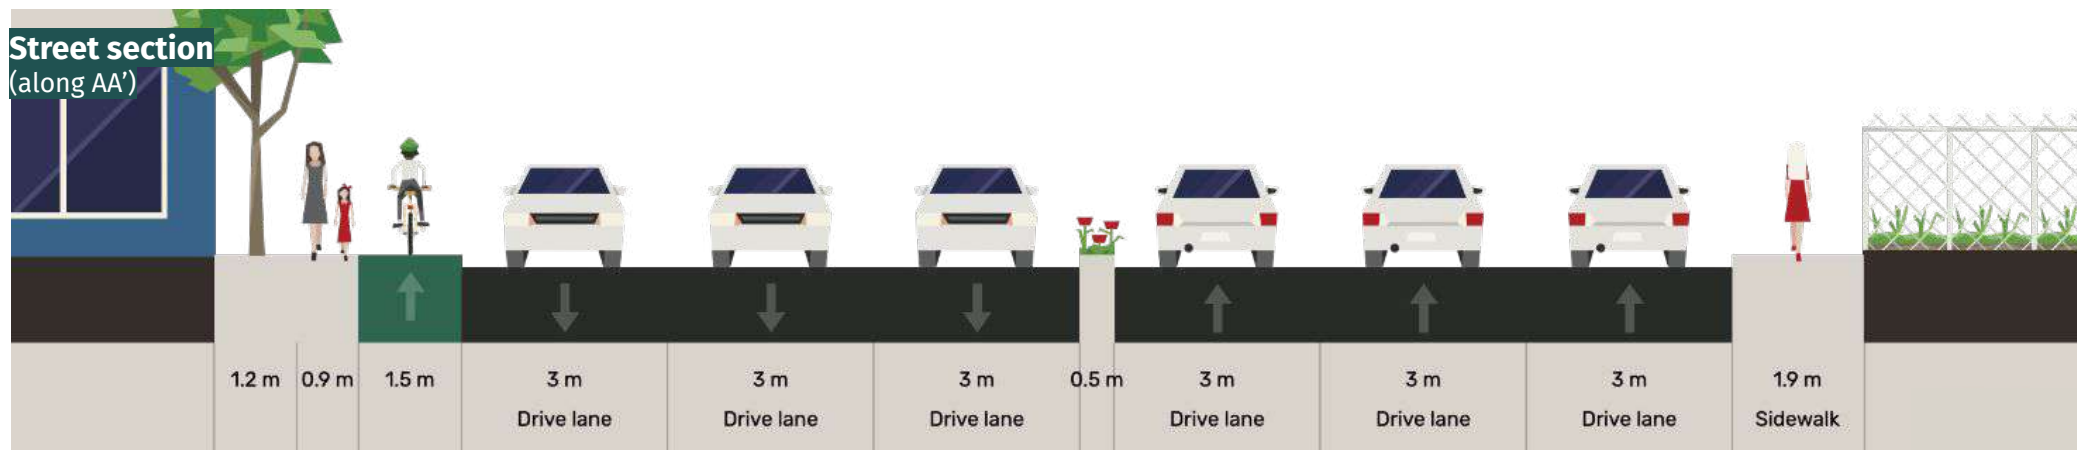 Street section
(along AA’)
1.2 m 0.9 m 1.5 m 3 m 3 m 3 m 0.5 m 3 m 3 m 3 m 1.9 m
Drive lane Drive lane Drive lane Drive lane Drive lane Drive lane Sidewalk